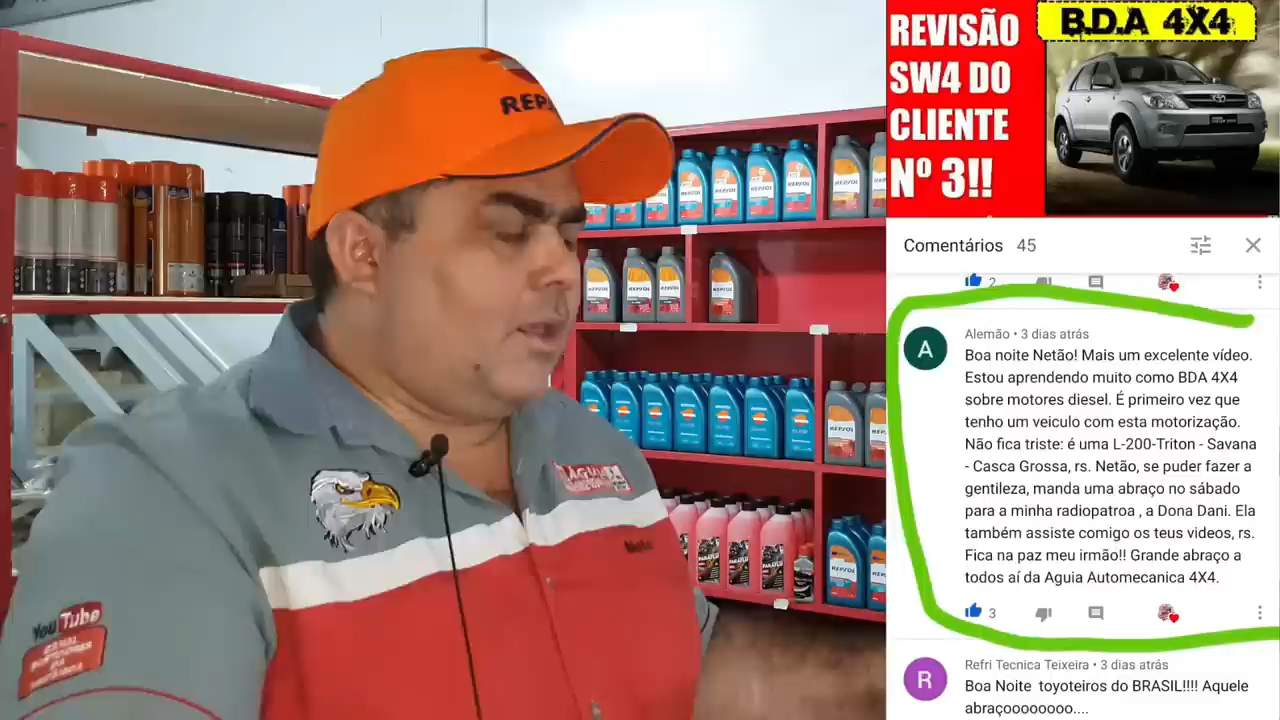 REVISÃO
SW4 DO
CLIENTE
Nº 3!!
B.D.A 4X4
Comentários 45
2
A
Alemão • 3 dias atrás
Boa noite Netão! Mais um excelente vídeo.
Estou aprendendo muito como BDA 4X4
sobre motores diesel. É primeiro vez que
tenho um veiculo com esta motorização.
Não fica triste: é uma L-200-Triton - Savana
- Casca Grossa, rs. Netão, se puder fazer a
gentileza, manda uma abraço no sábado
para a minha radiopatroa , a Dona Dani. Ela
também assiste comigo os teus videos, rs.
Fica na paz meu irmão!! Grande abraço a
todos aí da Aguia Automecanica 4X4.
3
R
Refri Tecnica Teixeira • 3 dias atrás
Boa Noite toyoteiros do BRASIL!!!! Aquele
abraçoooooooo....
REPSOL
YouTube